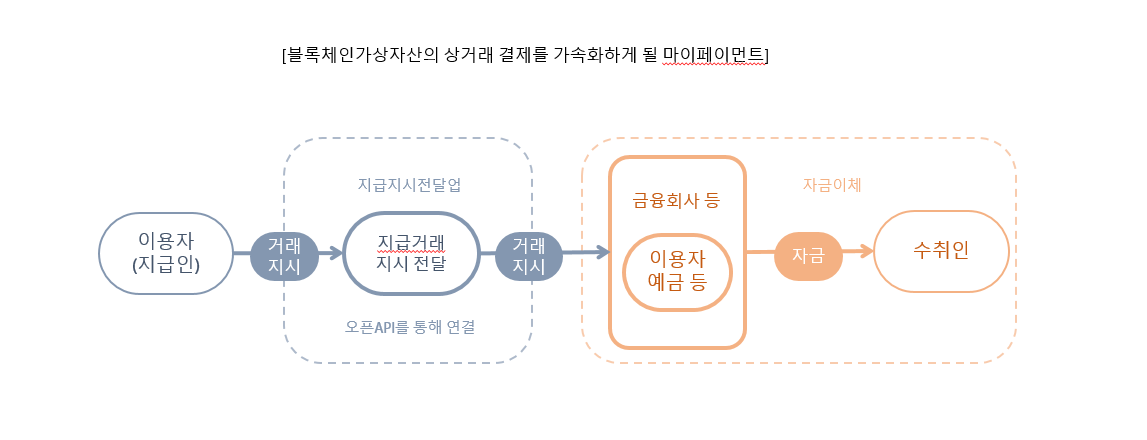 [블록체인가상자산의 상거래 결제를 가속화하게 될 마이페이먼트]
지급지시전달업
자금이체
금융회사 등
이용자
(지급인)
거래
지시
지급거래
지시 전달
거래
지시
이용자
예금 등
자금
수취인
오픈API를 통해 연결